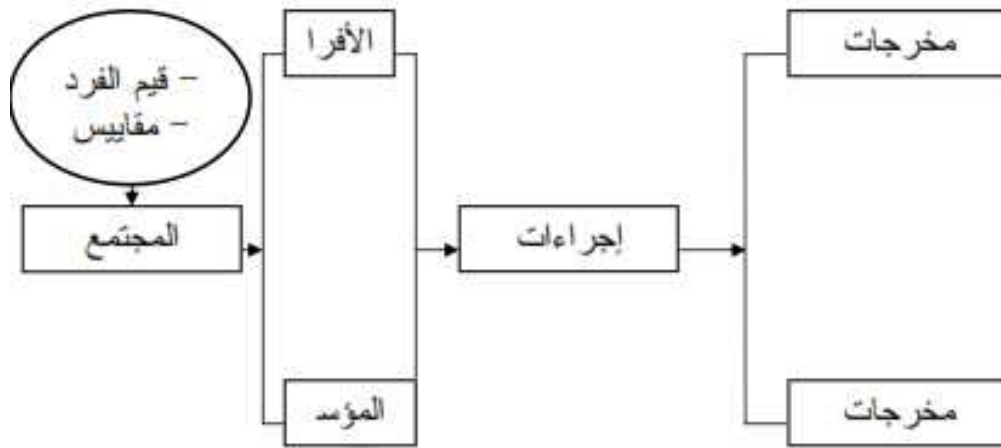 - قيم الفرد
- مقاييس
المجتمع
الأفرا
المؤسـ
إجراءات
مخرجات
مخرجات